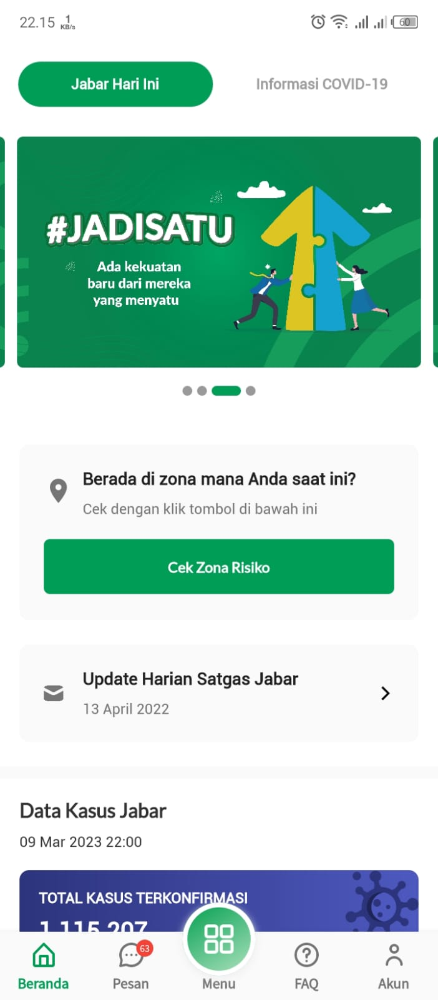 22.15 1 KB/s 60
Jabar Hari Ini
Informasi COVID-19
#JADISATU
Ada kekuatan
baru dari mereka
yang menyatu
Berada di zona mana Anda saat ini?
Cek dengan klik tombol di bawah ini
Cek Zona Risiko
Update Harian Satgas Jabar
13 April 2022
Data Kasus Jabar
09 Mar 2023 22:00
TOTAL KASUS TERKONFIRMASI
1.115.207
63
Beranda
Pesan
Menu
FAQ
Akun